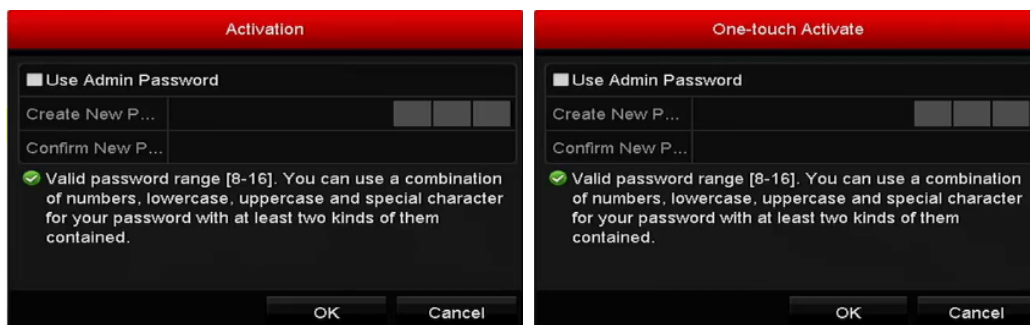 Activation
Use Admin Password
Create New P...
Confirm New P...
Valid password range [8-16]. You can use a combination
of numbers, lowercase, uppercase and special character
for your password with at least two kinds of them
contained.
OK
Cancel
One-touch Activate
Use Admin Password
Create New P...
Confirm New P...
Valid password range [8-16]. You can use a combination
of numbers, lowercase, uppercase and special character
for your password with at least two kinds of them
contained.
OK
Cancel